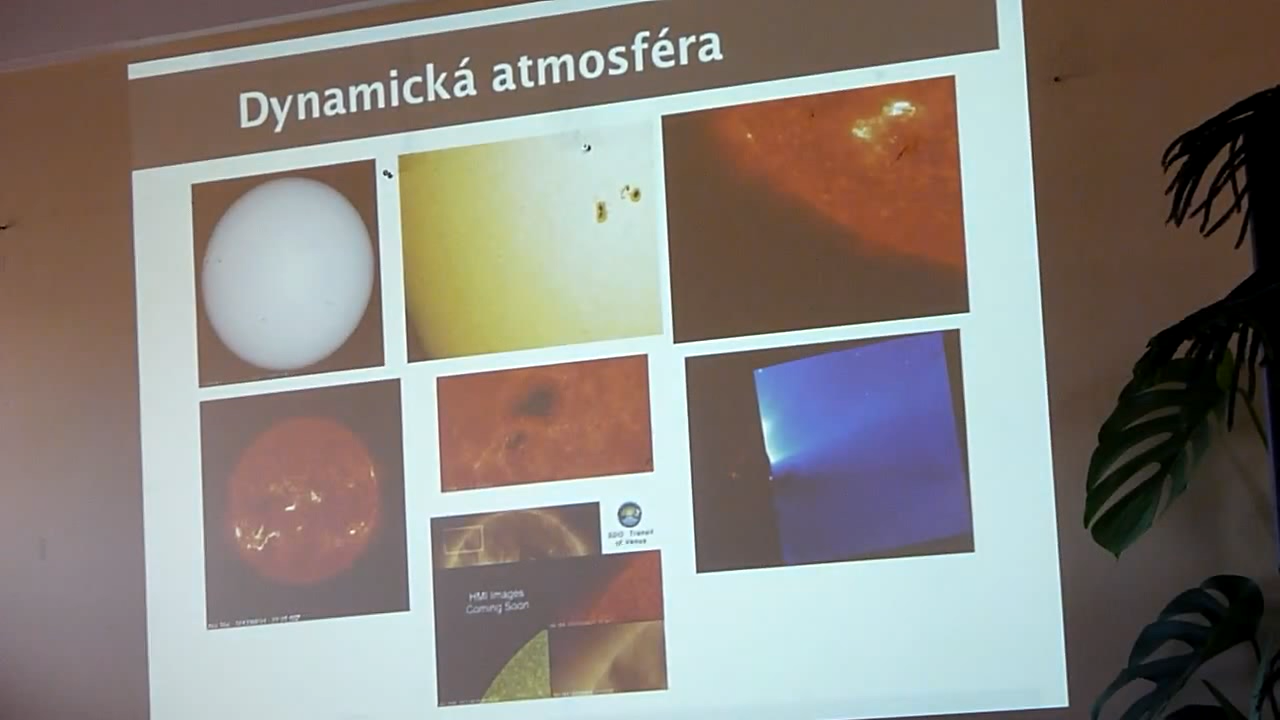 Dynamická atmosféra
SDO Transit
of Venus
HMI Images
Coming Soon